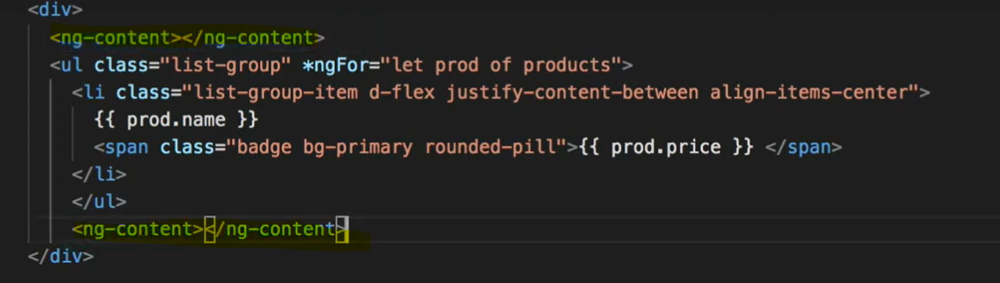 <div>
<ng-content></ng-content>
<ul class="list-group" *ngFor="let prod of products">
<li class="list-group-item d-flex justify-content-between align-items-center">
{{ prod.name }}
<span class="badge bg-primary rounded-pill">{{ prod.price }} </span>
</li>
</ul>
<ng-content></ng-content>
</div>